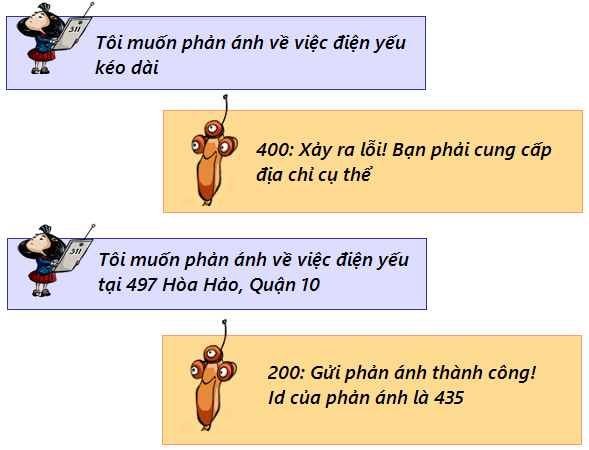 311
Tôi muốn phản ánh về việc điện yếu
kéo dài
400: Xảy ra lỗi! Bạn phải cung cấp
địa chỉ cụ thể
311
Tôi muốn phản ánh về việc điện yếu
tại 497 Hòa Hảo, Quận 10
200: Gửi phản ánh thành công!
Id của phản ánh là 435